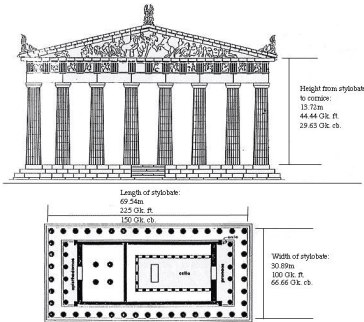 Height from stylobate
to cornice:
13.72m
44.44 Gk. ft.
29.63 Gk. cb.
Length of stylobate:
69.54m
225 Gk. ft.
150 Gk. cb.
Width of stylobate:
30.89m
100 Gk. ft.
66.66 Gk. cb.
opisthodomos
cella
pronaos